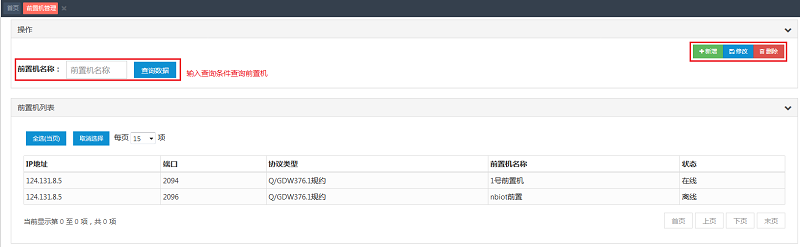 首页 前置机管理 ×
操作
+新增 修改 删除
前置机名称： 前置机名称 查询数据 输入查询条件查询前置机
前置机列表
全选(当页) 取消选择 每页 15 项
IP地址 端口 协议类型 前置机名称 状态
124.131.8.5 2094 Q/GDW376.1规约 1号前置机 在线
124.131.8.5 2096 Q/GDW376.1规约 nbiot前置 离线
当前显示第 0 至 0 项，共 0 项 首页 上页 下页 末页